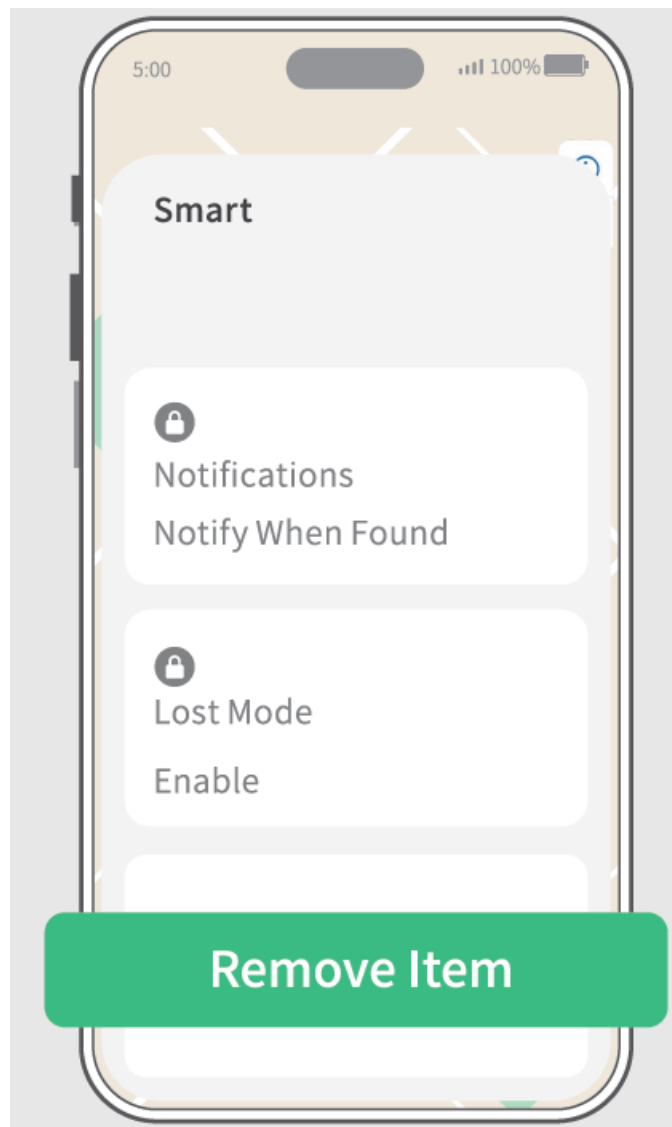 5:00
100%
Smart
Notifications
Notify When Found
Lost Mode
Enable
Remove Item